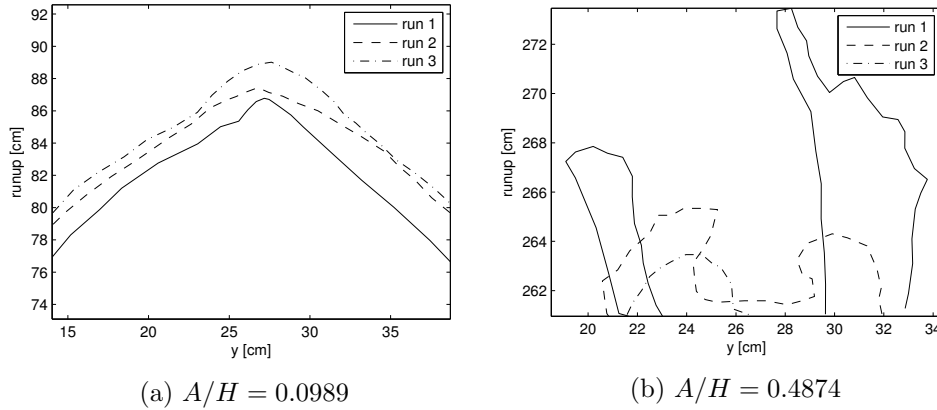 92
90
88
86
84
82
80
78
76
74
runup [cm]
15
20
25
30
35
y [cm]
run 1
run 2
run 3
(a) A/H = 0.0989
272
270
268
266
264
262
runup [cm]
20
22
24
26
28
30
32
34
y [cm]
run 1
run 2
run 3
(b) A/H = 0.4874